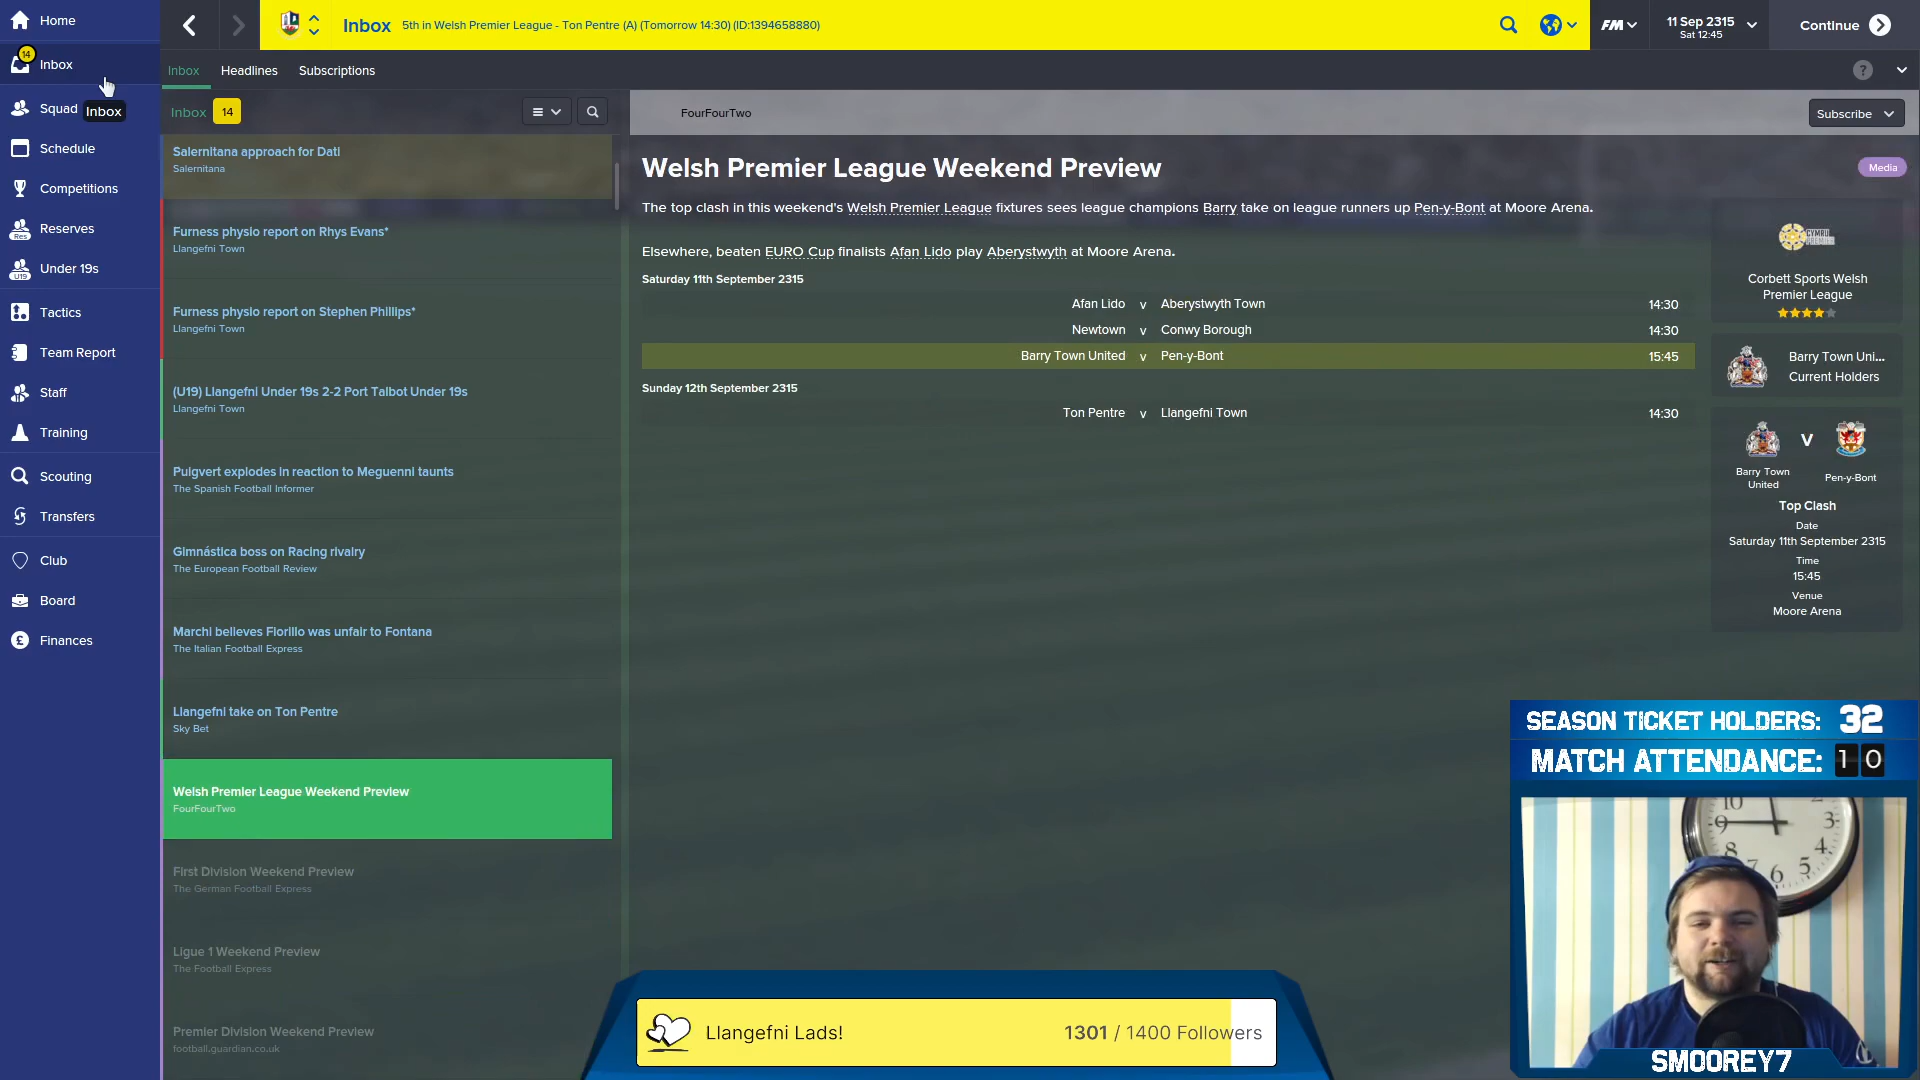 Home
14
Inbox
Squad
Inbox
Schedule
Competitions
Res
Reserves
U19
Under 19s
Tactics
Team Report
Staff
Training
Scouting
Transfers
Club
Board
£
Finances
Inbox 5th in Welsh Premier League - Ton Pentre (A) (Tomorrow 14:30) (ID:1394658880)
FM
11 Sep 2315
Sat 12:45
Continue
Inbox Headlines Subscriptions
?
Inbox 14
Salernitana approach for Dati
Salernitana
Furness physio report on Rhys Evans*
Llangefni Town
Furness physio report on Stephen Phillips*
Llangefni Town
(U19) Llangefni Under 19s 2-2 Port Talbot Under 19s
Llangefni Town
Puigvert explodes in reaction to Meguenni taunts
The Spanish Football Informer
Gimnástica boss on Racing rivalry
The European Football Review
Marchi believes Fiorillo was unfair to Fontana
The Italian Football Express
Llangefni take on Ton Pentre
Sky Bet
Welsh Premier League Weekend Preview
FourFourTwo
First Division Weekend Preview
The German Football Express
Ligue 1 Weekend Preview
The Football Express
Premier Division Weekend Preview
football.guardian.co.uk
FourFourTwo
Subscribe
Welsh Premier League Weekend Preview
Media
The top clash in this weekend's Welsh Premier League fixtures sees league champions Barry take on league runners up Pen-y-Bont at Moore Arena.
Elsewhere, beaten EURO Cup finalists Afan Lido play Aberystwyth at Moore Arena.
Saturday 11th September 2315
Afan Lido v Aberystwyth Town 14:30
Newtown v Conwy Borough 14:30
Barry Town United v Pen-y-Bont 15:45
Sunday 12th September 2315
Ton Pentre v Llangefni Town 14:30
CYMRU
PREMIER
Corbett Sports Welsh
Premier League
Barry Town Uni...
Current Holders
V
Barry Town
United
Pen-y-Bont
Top Clash
Date
Saturday 11th September 2315
Time
15:45
Venue
Moore Arena
SEASON TICKET HOLDERS: 32
MATCH ATTENDANCE: 10
10
9
8
6
5
4
3
SMOOREY7
Llangefni Lads! 1301 / 1400 Followers